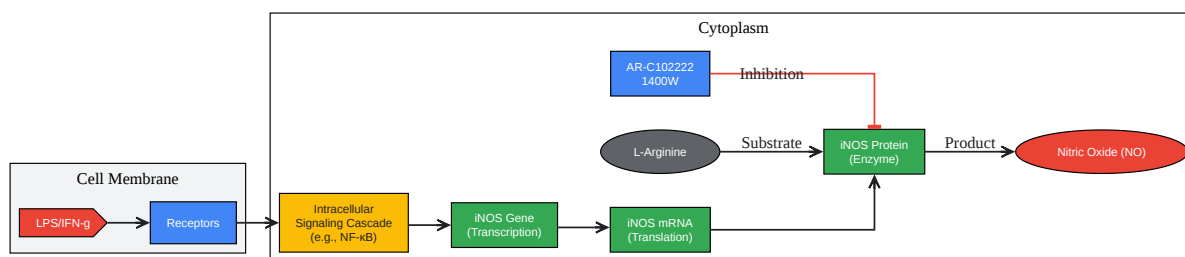 Cytoplasm
AR-C102222
1400W
Inhibition
L-Arginine
Substrate
iNOS Protein
(Enzyme)
Product
Nitric Oxide (NO)
Cell Membrane
LPS/IFN-g
Receptors
Intracellular
Signaling Cascade
(e.g., NF-κB)
iNOS Gene
(Transcription)
iNOS mRNA
(Translation)